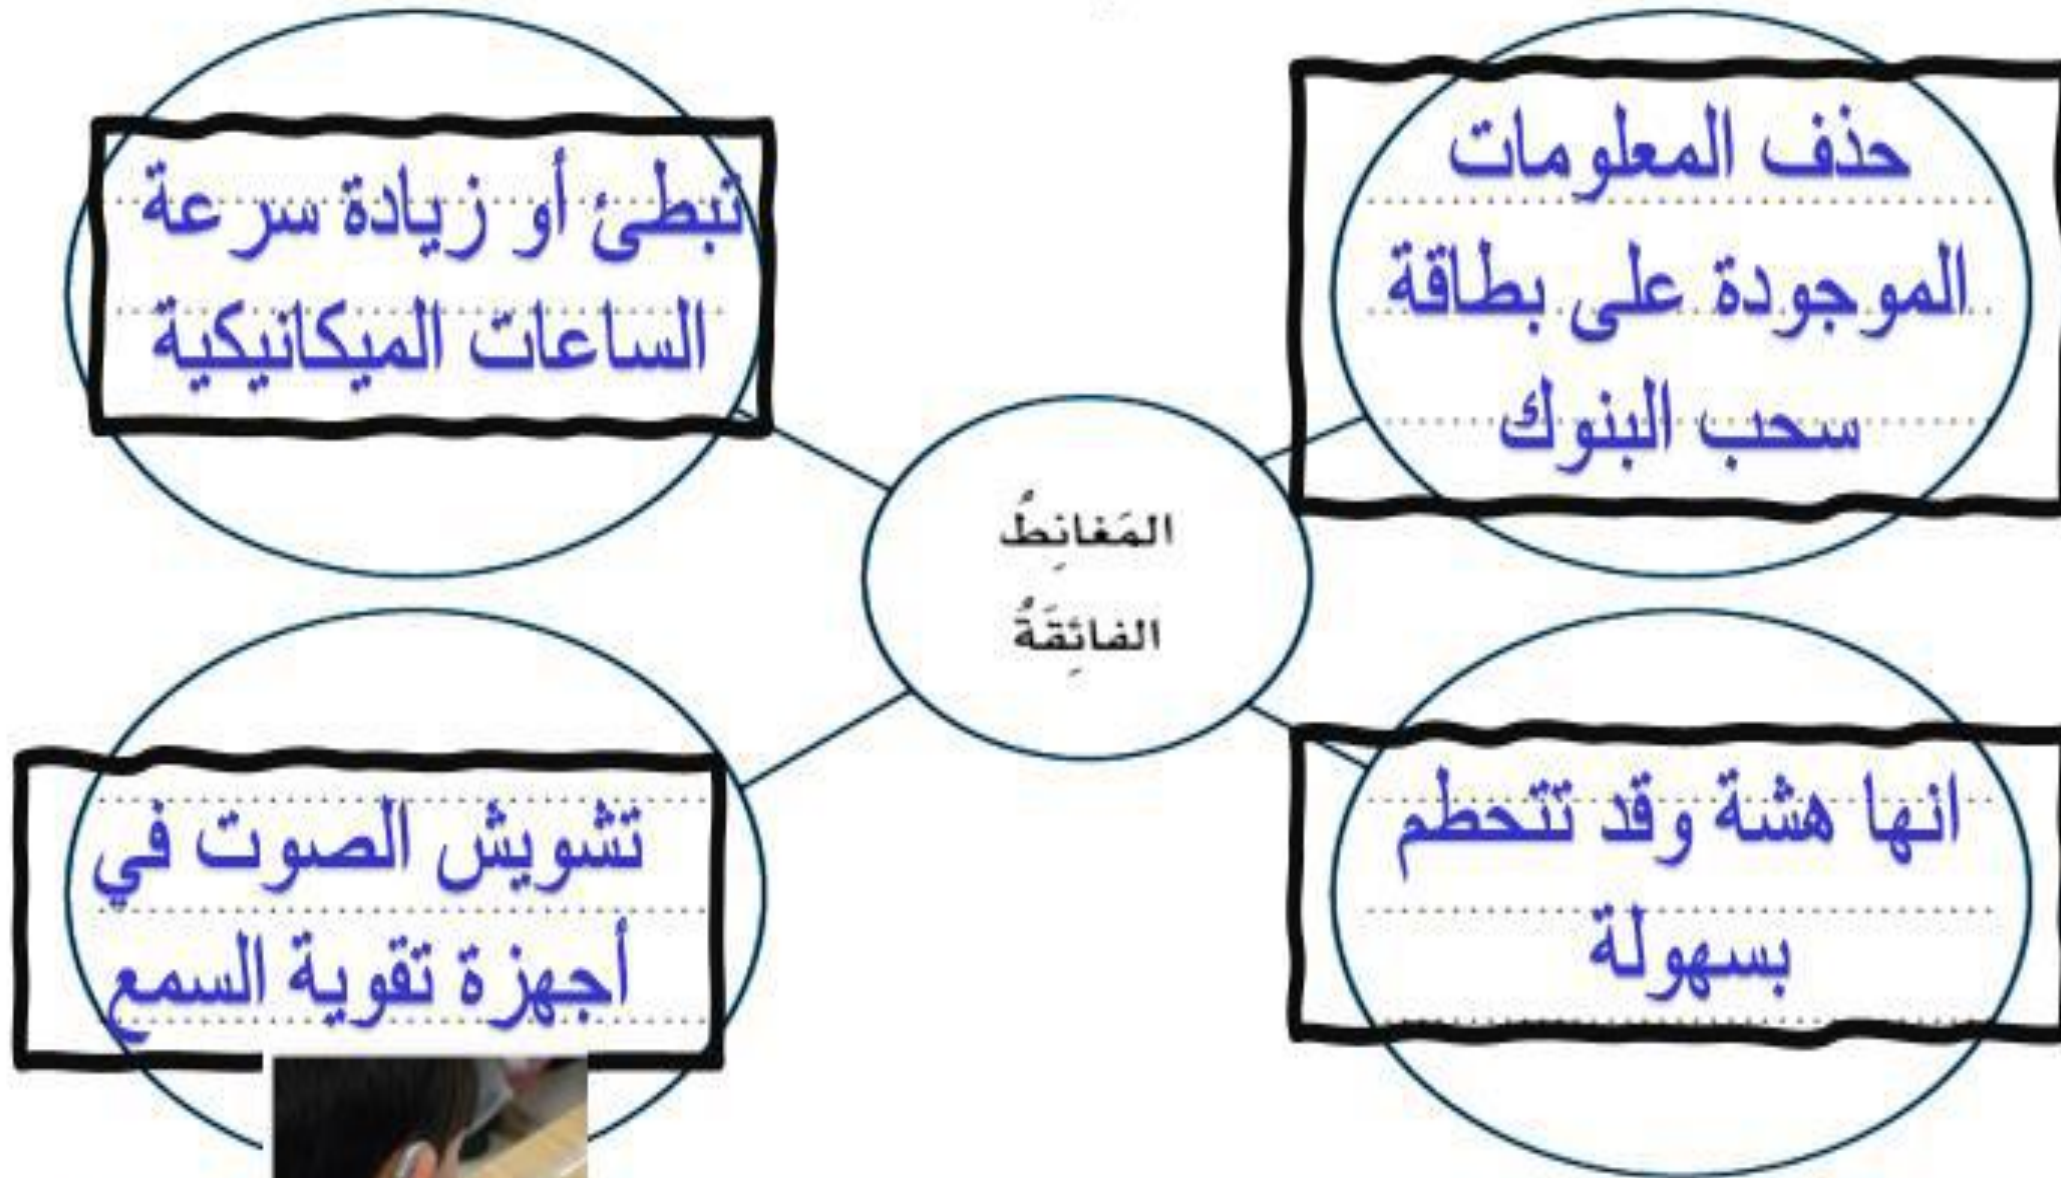 حذف المعلومات
الموجودة على بطاقة
سحب البنوك
تبطئ أو زيادة سرعة
الساعات الميكانيكية
المَغانِطُ
الفائِقَةُ
انها هشة وقد تتحطم
بسهولة
تشويش الصوت في
أجهزة تقوية السمع